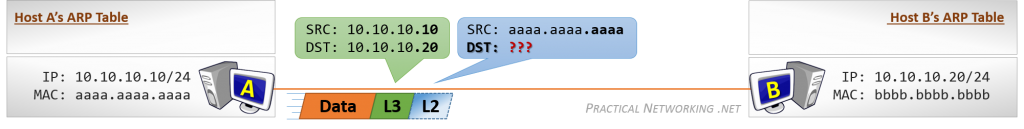 Host A's ARP Table
IP: 10.10.10.10/24
MAC: aaaa.aaaa.aaaa
A
SRC: 10.10.10.10
DST: 10.10.10.20
SRC: aaaa.aaaa.aaaa
DST: ???
Data
L3
L2
PRACTICAL NETWORKING .NET
Host B's ARP Table
B
IP: 10.10.10.20/24
MAC: bbbb.bbbb.bbbb